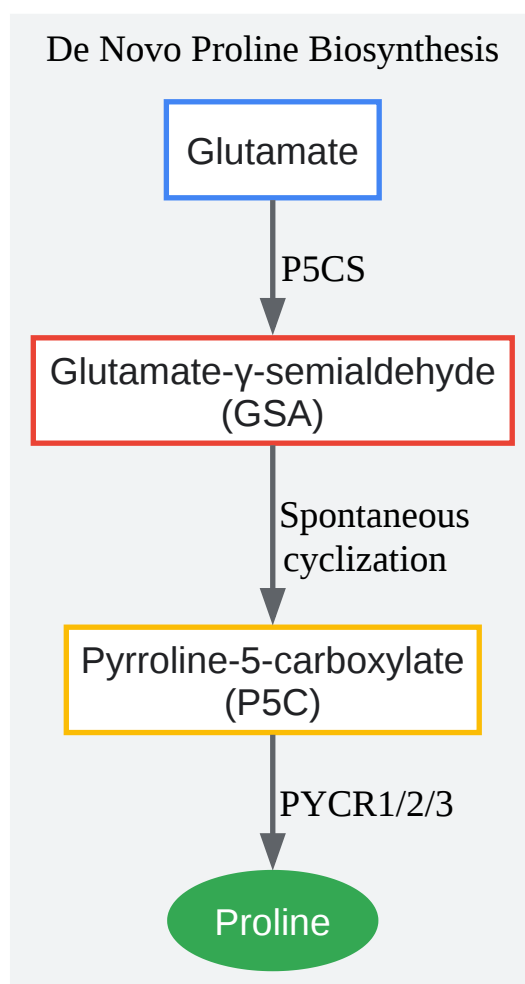 De Novo Proline Biosynthesis
Glutamate
P5CS
Glutamate-γ-semialdehyde
(GSA)
Spontaneous
cyclization
Pyrroline-5-carboxylate
(P5C)
PYCR1/2/3
Proline